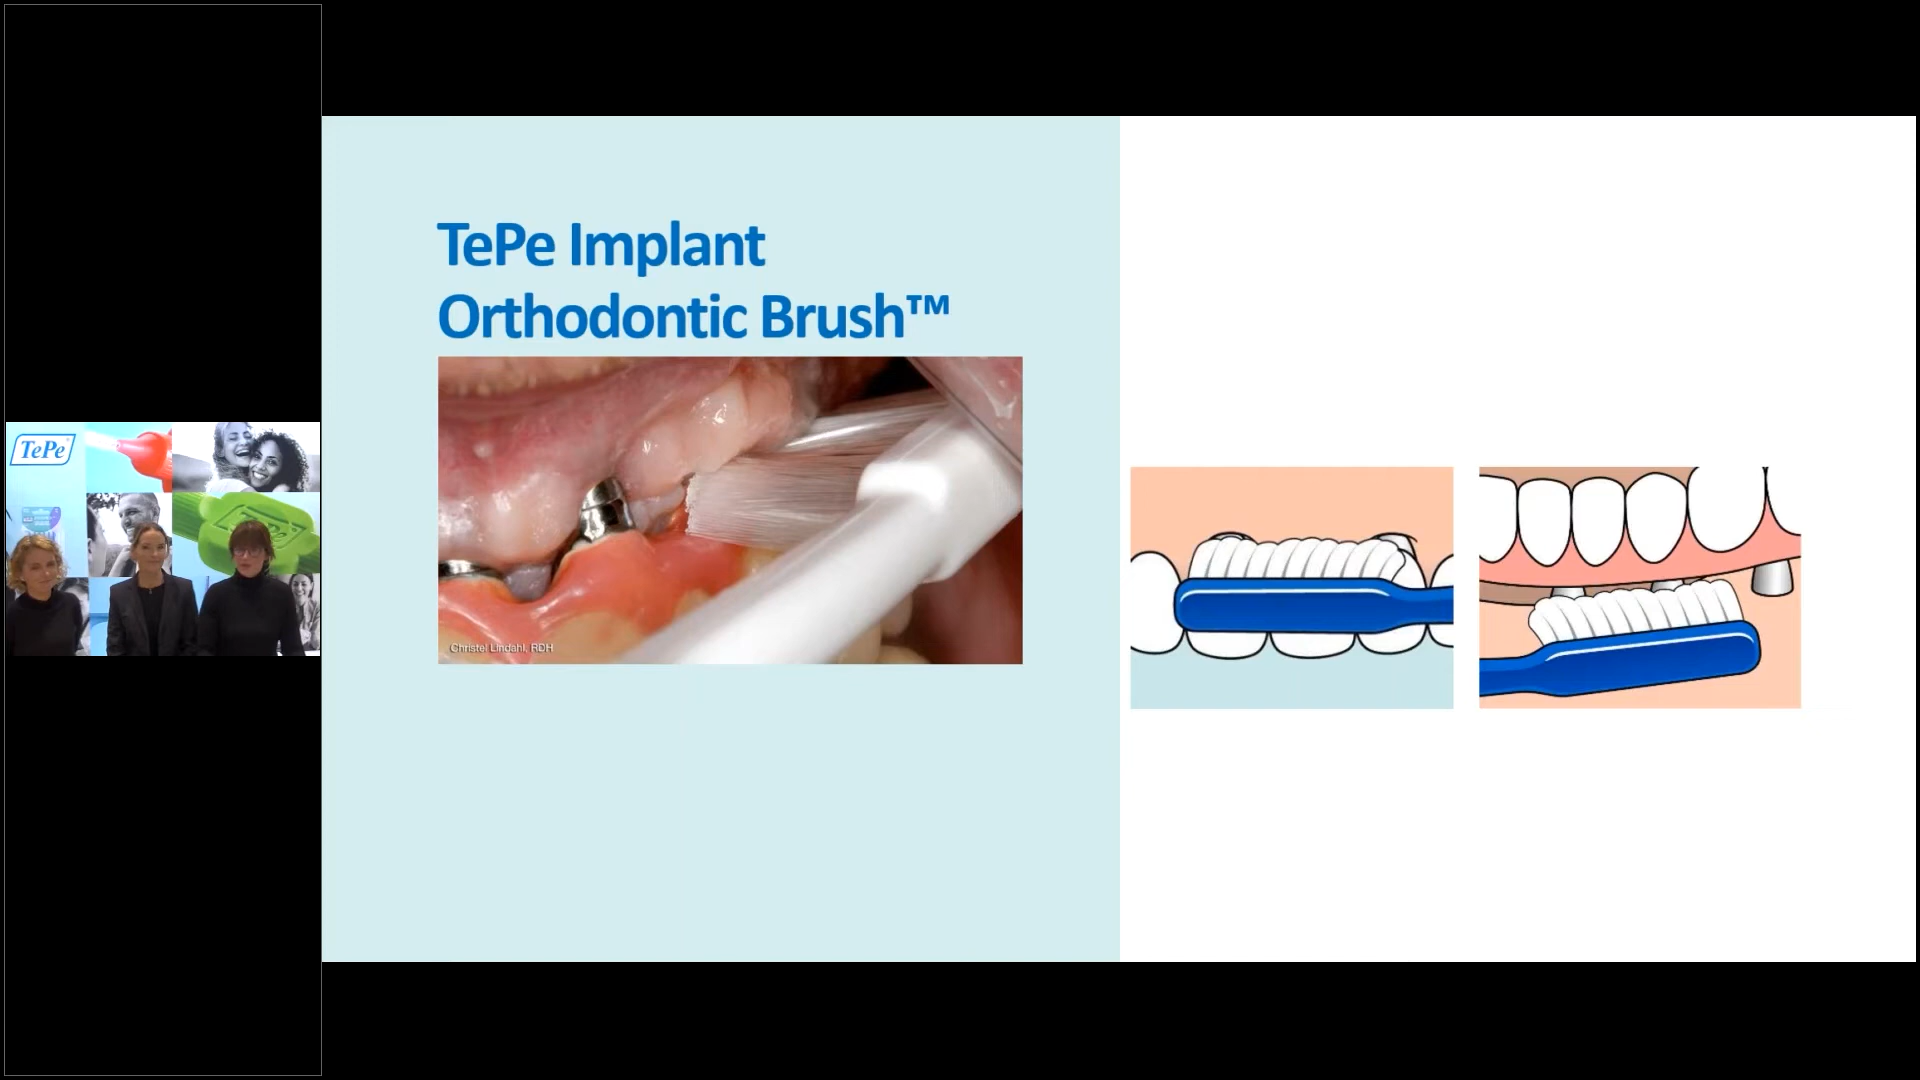 TePe
TePe Implant
Orthodontic Brush™
Christel Lindahl, RDH